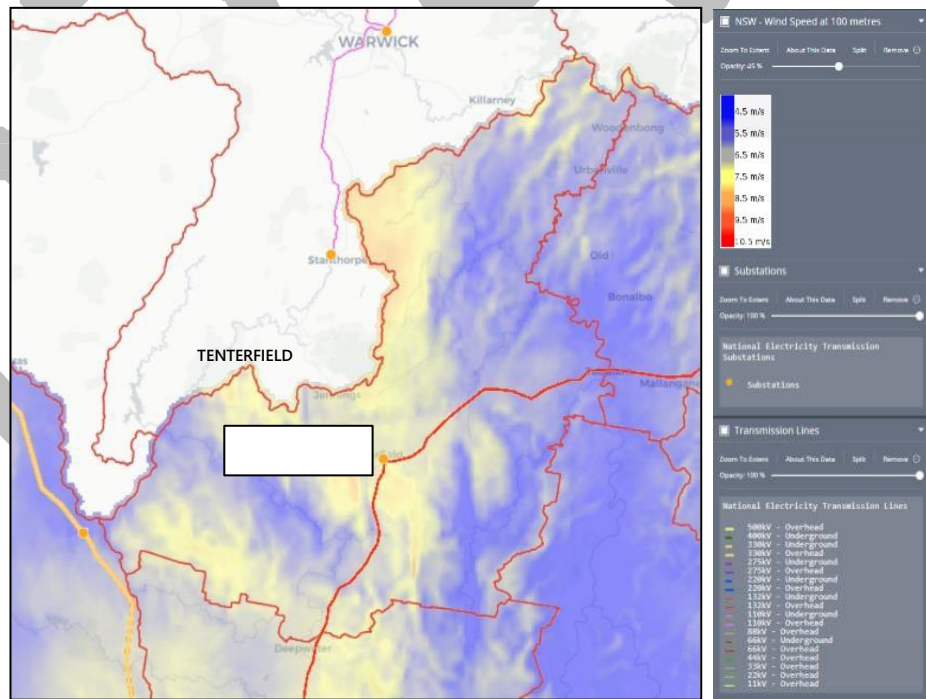 WARWICK
Killarney
Woodenbong
Urbenville
Stanthorpe
Old
Bonalbo
TENTERFIELD
Mallangane
Jennings
Deepwater
NSW - Wind Speed at 100 metres
Zoom To Extent About This Data Split Remove
Opacity: 45 %
4.5 m/s
5.5 m/s
6.5 m/s
7.5 m/s
8.5 m/s
9.5 m/s
10.5 m/s
Substations
Zoom To Extent About This Data Split Remove
Opacity: 100 %
National Electricity Transmission
Substations
Substations
Transmission Lines
Zoom To Extent About This Data Split Remove
Opacity: 100 %
National Electricity Transmission Lines
500kV - Overhead
400kV - Underground
330kV - Underground
330kV - Overhead
275kV - Underground
275kV - Overhead
220kV - Underground
220kV - Overhead
132kV - Underground
132kV - Overhead
110kV - Underground
110kV - Overhead
88kV - Overhead
66kV - Underground
66kV - Overhead
44kV - Overhead
33kV - Overhead
22kV - Overhead
11kV - Overhead